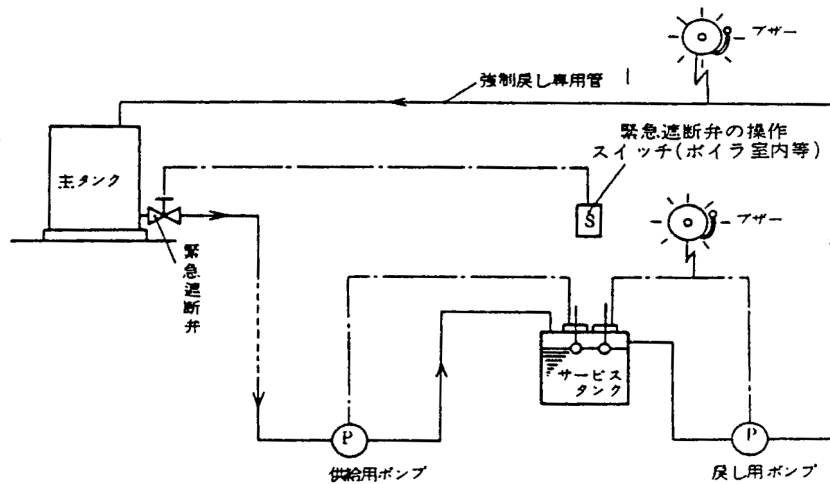 ブザー
強制戻し専用管
緊急遮断弁の操作
スイッチ(ボイラ室内等)
主タンク
S
ブザー
緊急遮断弁
サービス
タンク
P
供給用ポンプ
P
戻し用ポンプ